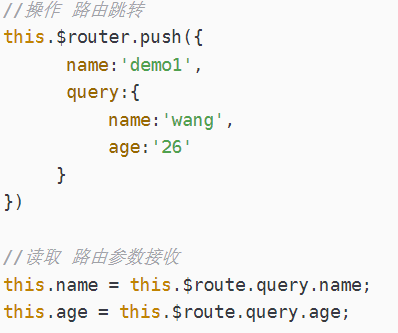 //操作 路由跳转
this.$router.push({
      name:'demo1',
      query:{
          name:'wang',
          age:'26'
     }
})

//读取 路由参数接收
this.name = this.$route.query.name;
this.age = this.$route.query.age;